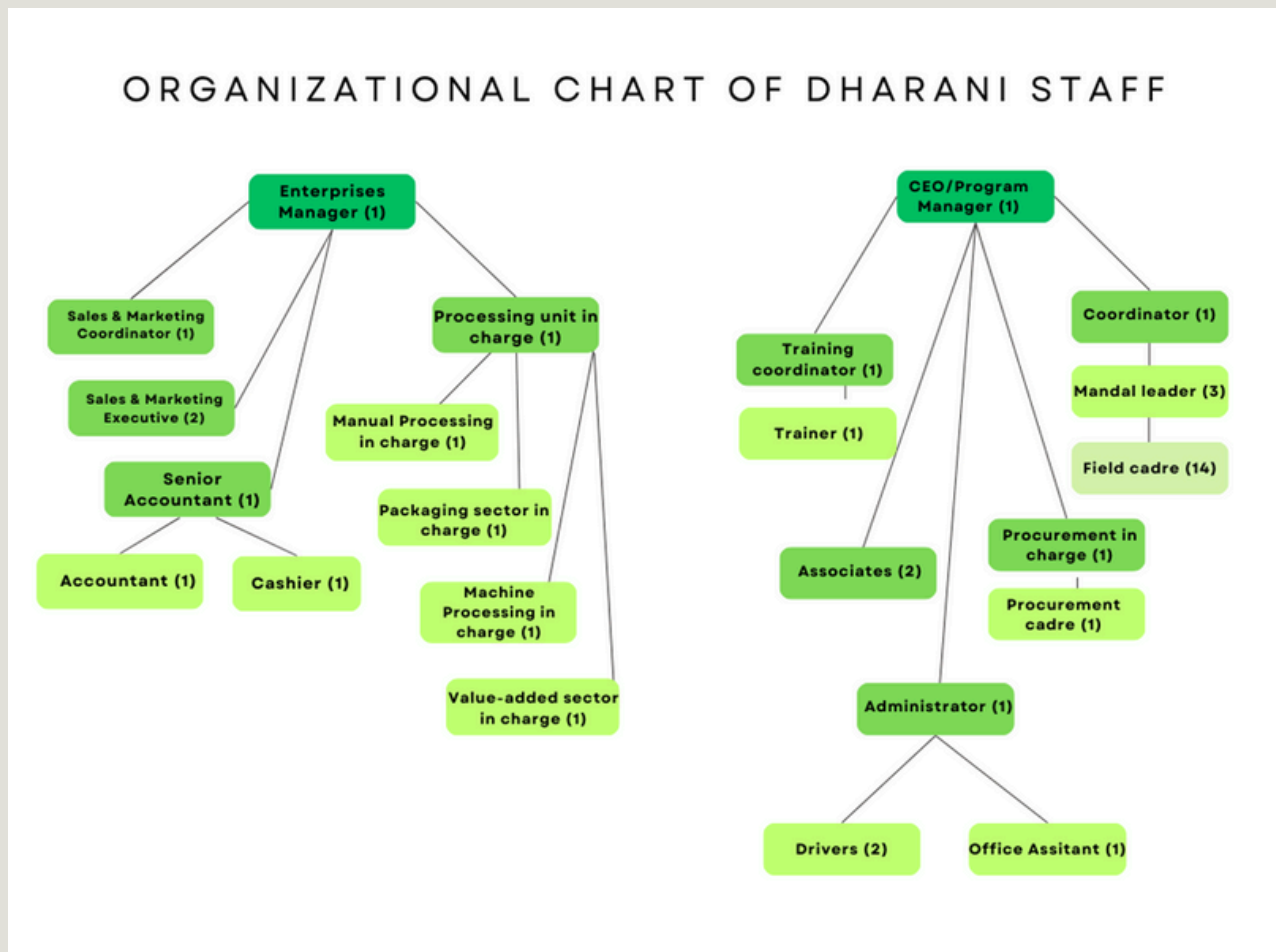 ORGANIZATIONAL CHART OF DHARANI STAFF
Enterprises
Manager (1)
Sales & Marketing
Coordinator (1)
Sales & Marketing
Executive (2)
Senior
Accountant (1)
Accountant (1)
Cashier (1)
Processing unit in
charge (1)
Manual Processing
in charge (1)
Packaging sector in
charge (1)
Machine
Processing in
charge (1)
Value-added sector
in charge (1)
CEO/Program
Manager (1)
Training
coordinator (1)
Trainer (1)
Associates (2)
Administrator (1)
Drivers (2)
Office Assitant (1)
Procurement in
charge (1)
Procurement
cadre (1)
Coordinator (1)
Mandal leader (3)
Field cadre (14)